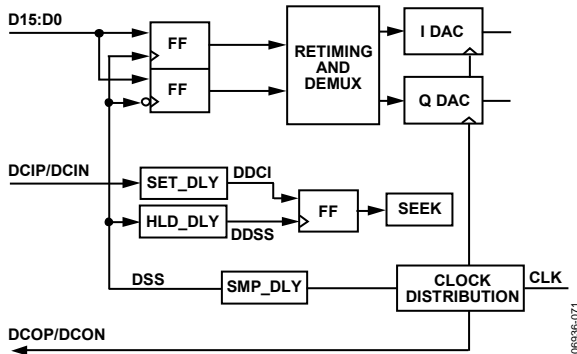 D15:D0
FF
FF
RETIMING
AND
DEMUX
I DAC
Q DAC
DCIP/DCIN
SET_DLY
DDCI
HLD_DLY
DDSS
FF
SEEK
DSS
SMP_DLY
CLOCK
DISTRIBUTION
CLK
DCOP/DCON
06936-071